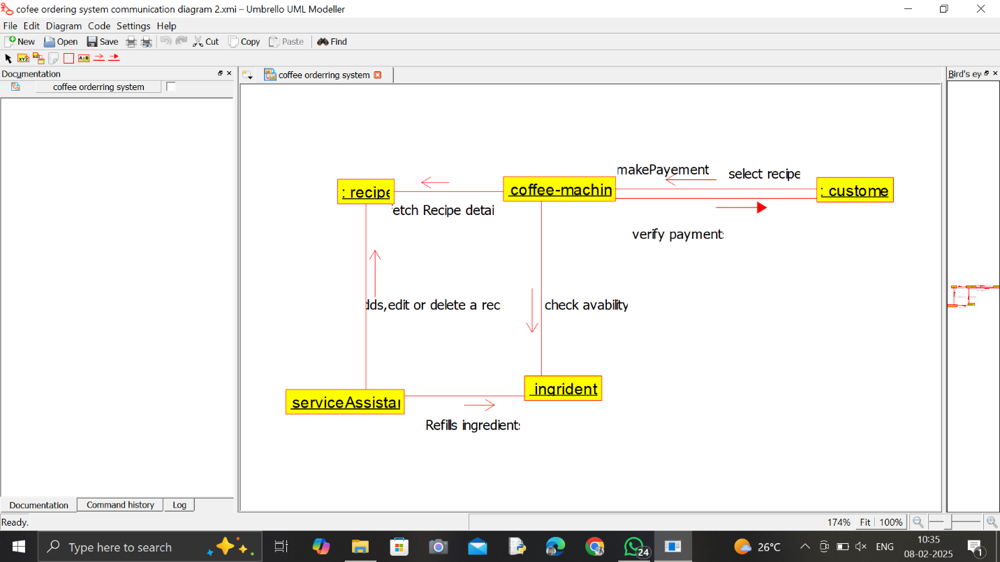 cofee ordering system communication diagram 2.xmi – Umbrello UML Modeller
File Edit Diagram Code Settings Help
New Open Save Cut Copy Paste Find
XYZ A:B
Documentation
coffee orderring system
coffee orderring system
Bird's ey
makePayement
select recipe
: recipe
coffee-machin
: custome
etch Recipe detai
verify payments
dds,edit or delete a reci
check avability
ingrident
serviceAssistar
Refills ingredients
Documentation Command history Log
Ready.
174% Fit 100%
Type here to search
24
26°C
ENG
10:35
08-02-2025
1